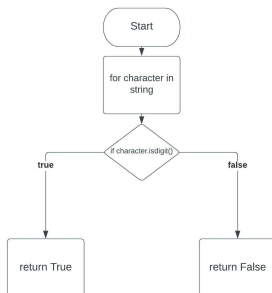 Start
for character in
string
if character.isdigit()
true
false
return True
return False